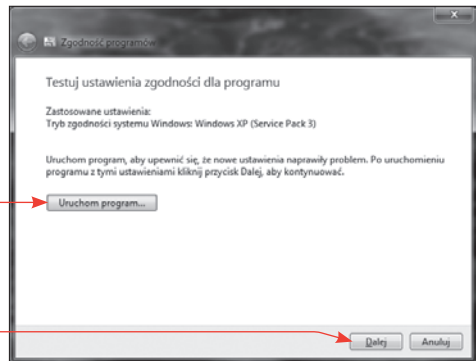 Zgodność programów
Testuj ustawienia zgodności dla programu
Zastosowane ustawienia:
Tryb zgodności systemu Windows: Windows XP (Service Pack 3)
Uruchom program, aby upewnić się, że nowe ustawienia naprawiły problem. Po uruchomieniu
programu z tymi ustawieniami kliknij przycisk Dalej, aby kontynuować.
Uruchom program...
Dalej Anuluj